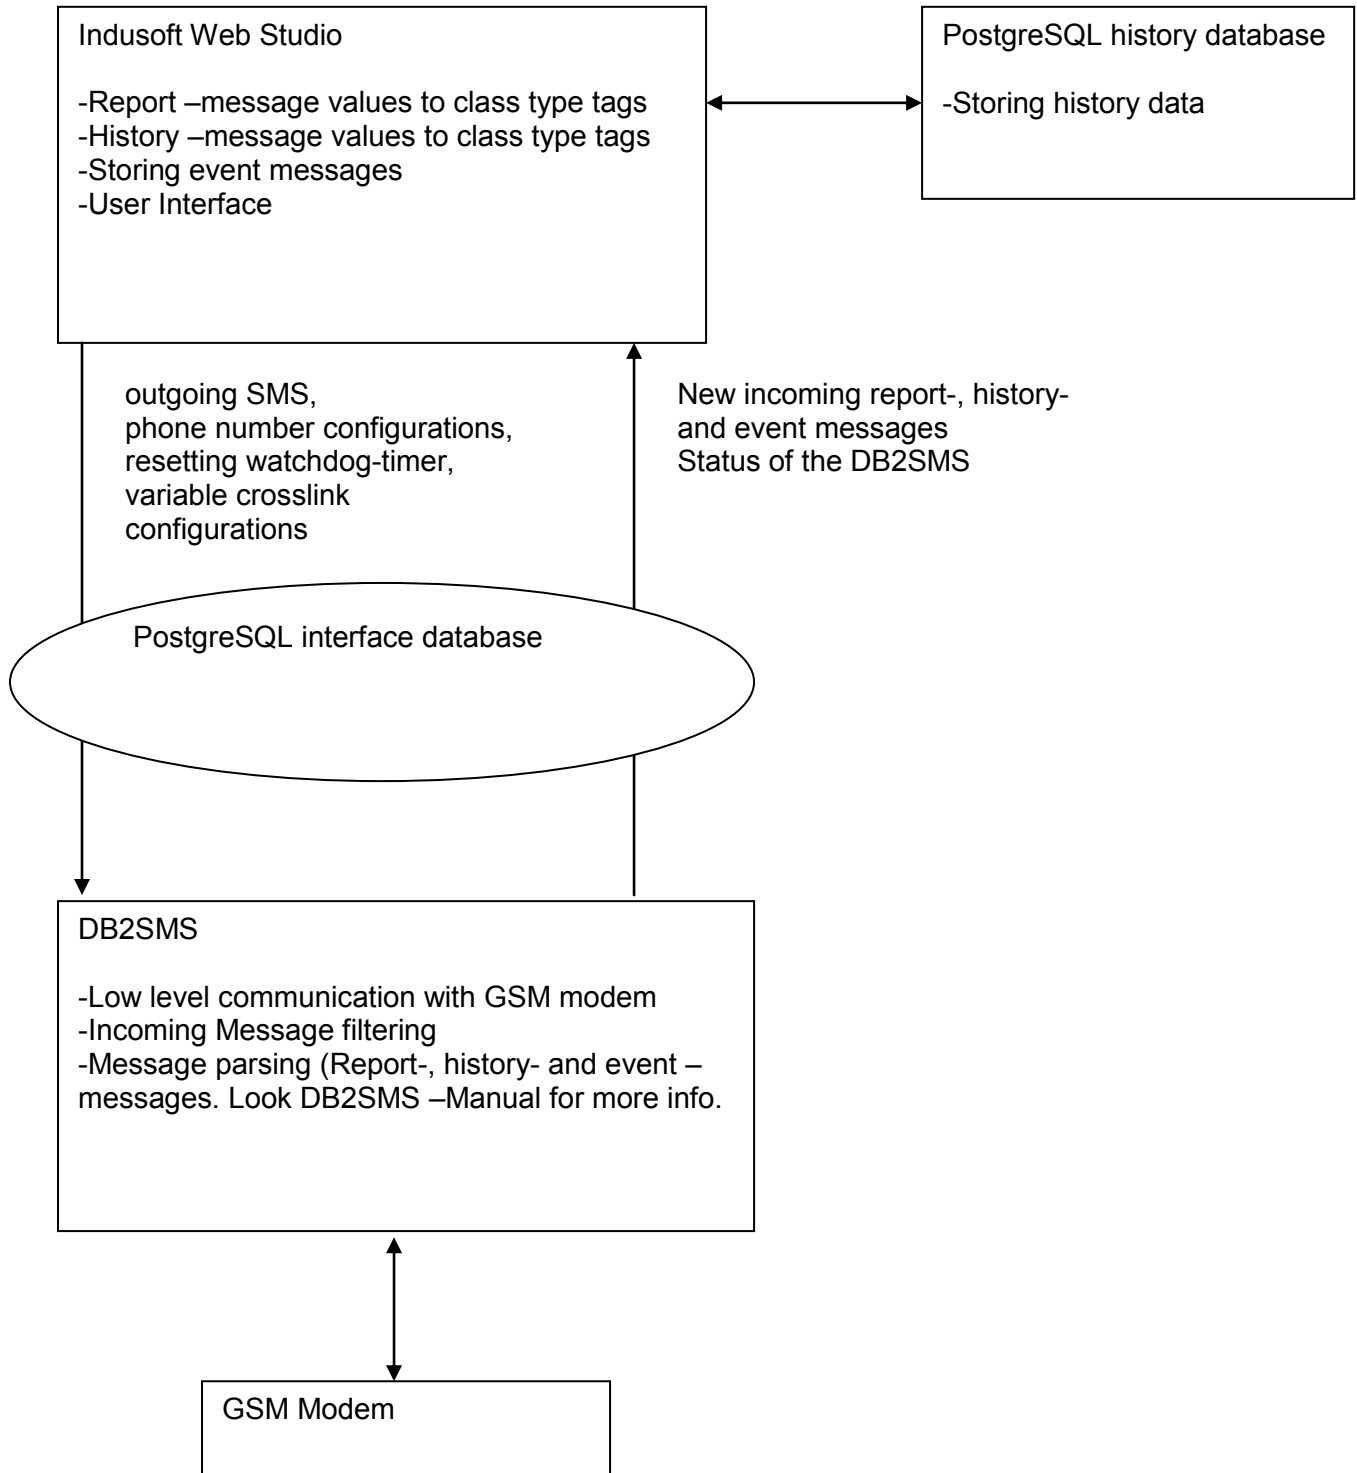 Indusoft Web Studio
-Report –message values to class type tags
-History –message values to class type tags
-Storing event messages
-User Interface
PostgreSQL history database
-Storing history data
outgoing SMS,
phone number configurations,
resetting watchdog-timer,
variable crosslink
configurations
New incoming report-, history-
and event messages
Status of the DB2SMS
PostgreSQL interface database
DB2SMS
-Low level communication with GSM modem
-Incoming Message filtering
-Message parsing (Report-, history- and event –
messages. Look DB2SMS –Manual for more info.
GSM Modem